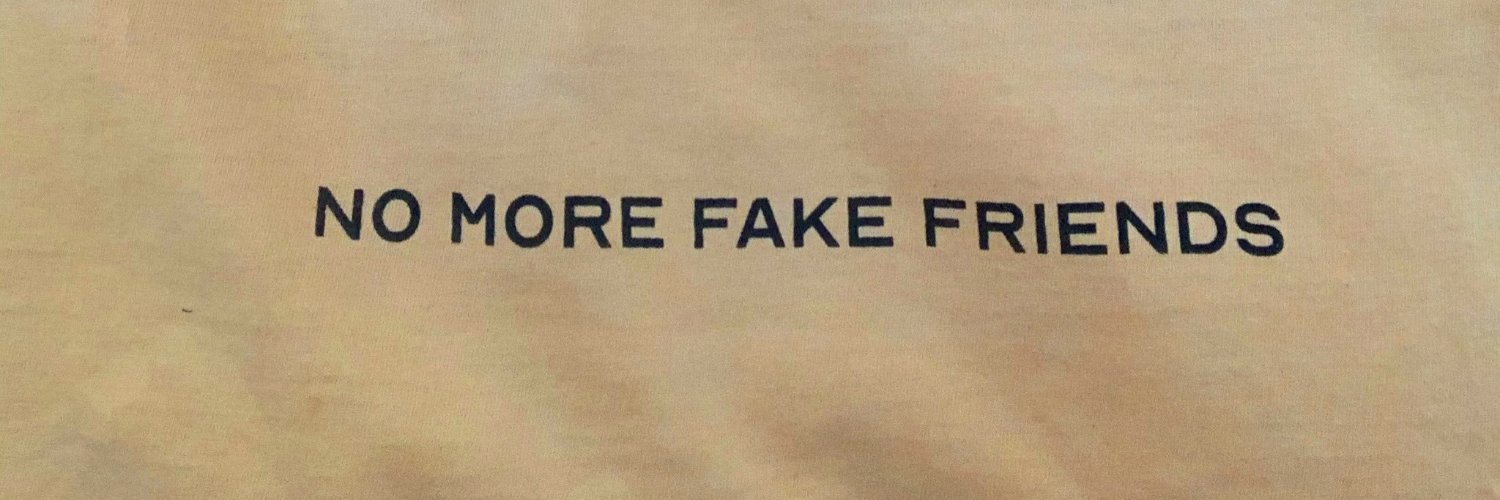 NO MORE FAKE FRIENDS